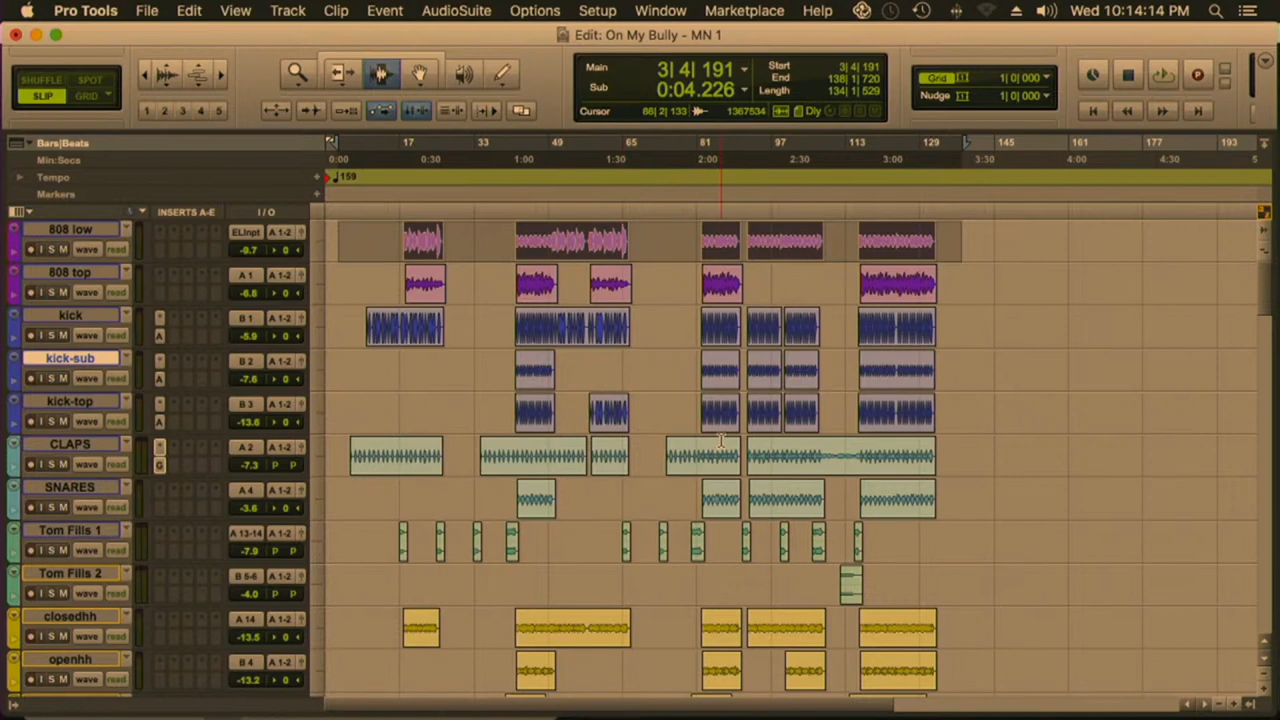 Pro Tools File Edit View Track Clip Event AudioSuite Options Setup Window Marketplace Help Wed 10:14:14 PM
Edit: On My Bully - MN 1
SHUFFLE SPOT
SLIP GRID
1 2 3 4 5
Main 3| 4| 191
Sub 0:04.226
Start 3| 4| 191
End 138| 1| 720
Length 134| 1| 529
Cursor 66| 2| 133 1367534 Dly
Grid 1| 0| 000
Nudge 1| 0| 000
Bars|Beats 17 33 49 65 81 97 113 129 145 161 177 193
Min:Secs 0:00 0:30 1:00 1:30 2:00 2:30 3:00 3:30 4:00 4:30 5
Tempo 159
Markers
INSERTS A-E I / O
808 low ELInpt A 1-2
I S M wave read -9.7 0
808 top A 1 A 1-2
I S M wave read -6.8 0
kick B 1 A 1-2
I S M wave read A -5.9 0
kick-sub B 2 A 1-2
I S M wave read A -7.6 0
kick-top B 3 A 1-2
I S M wave read A -13.6 0
CLAPS A 2 A 1-2
I S M wave read G -7.3 P P
SNARES A 4 A 1-2
I S M wave read -3.6 0
Tom Fills 1 A 13-14 A 1-2
I S M wave read -7.9 P P
Tom Fills 2 B 5-6 A 1-2
I S M wave read -4.0 P P
closedhh A 14 A 1-2
I S M wave read -13.5 0
openhh B 4 A 1-2
I S M wave read -13.2 0